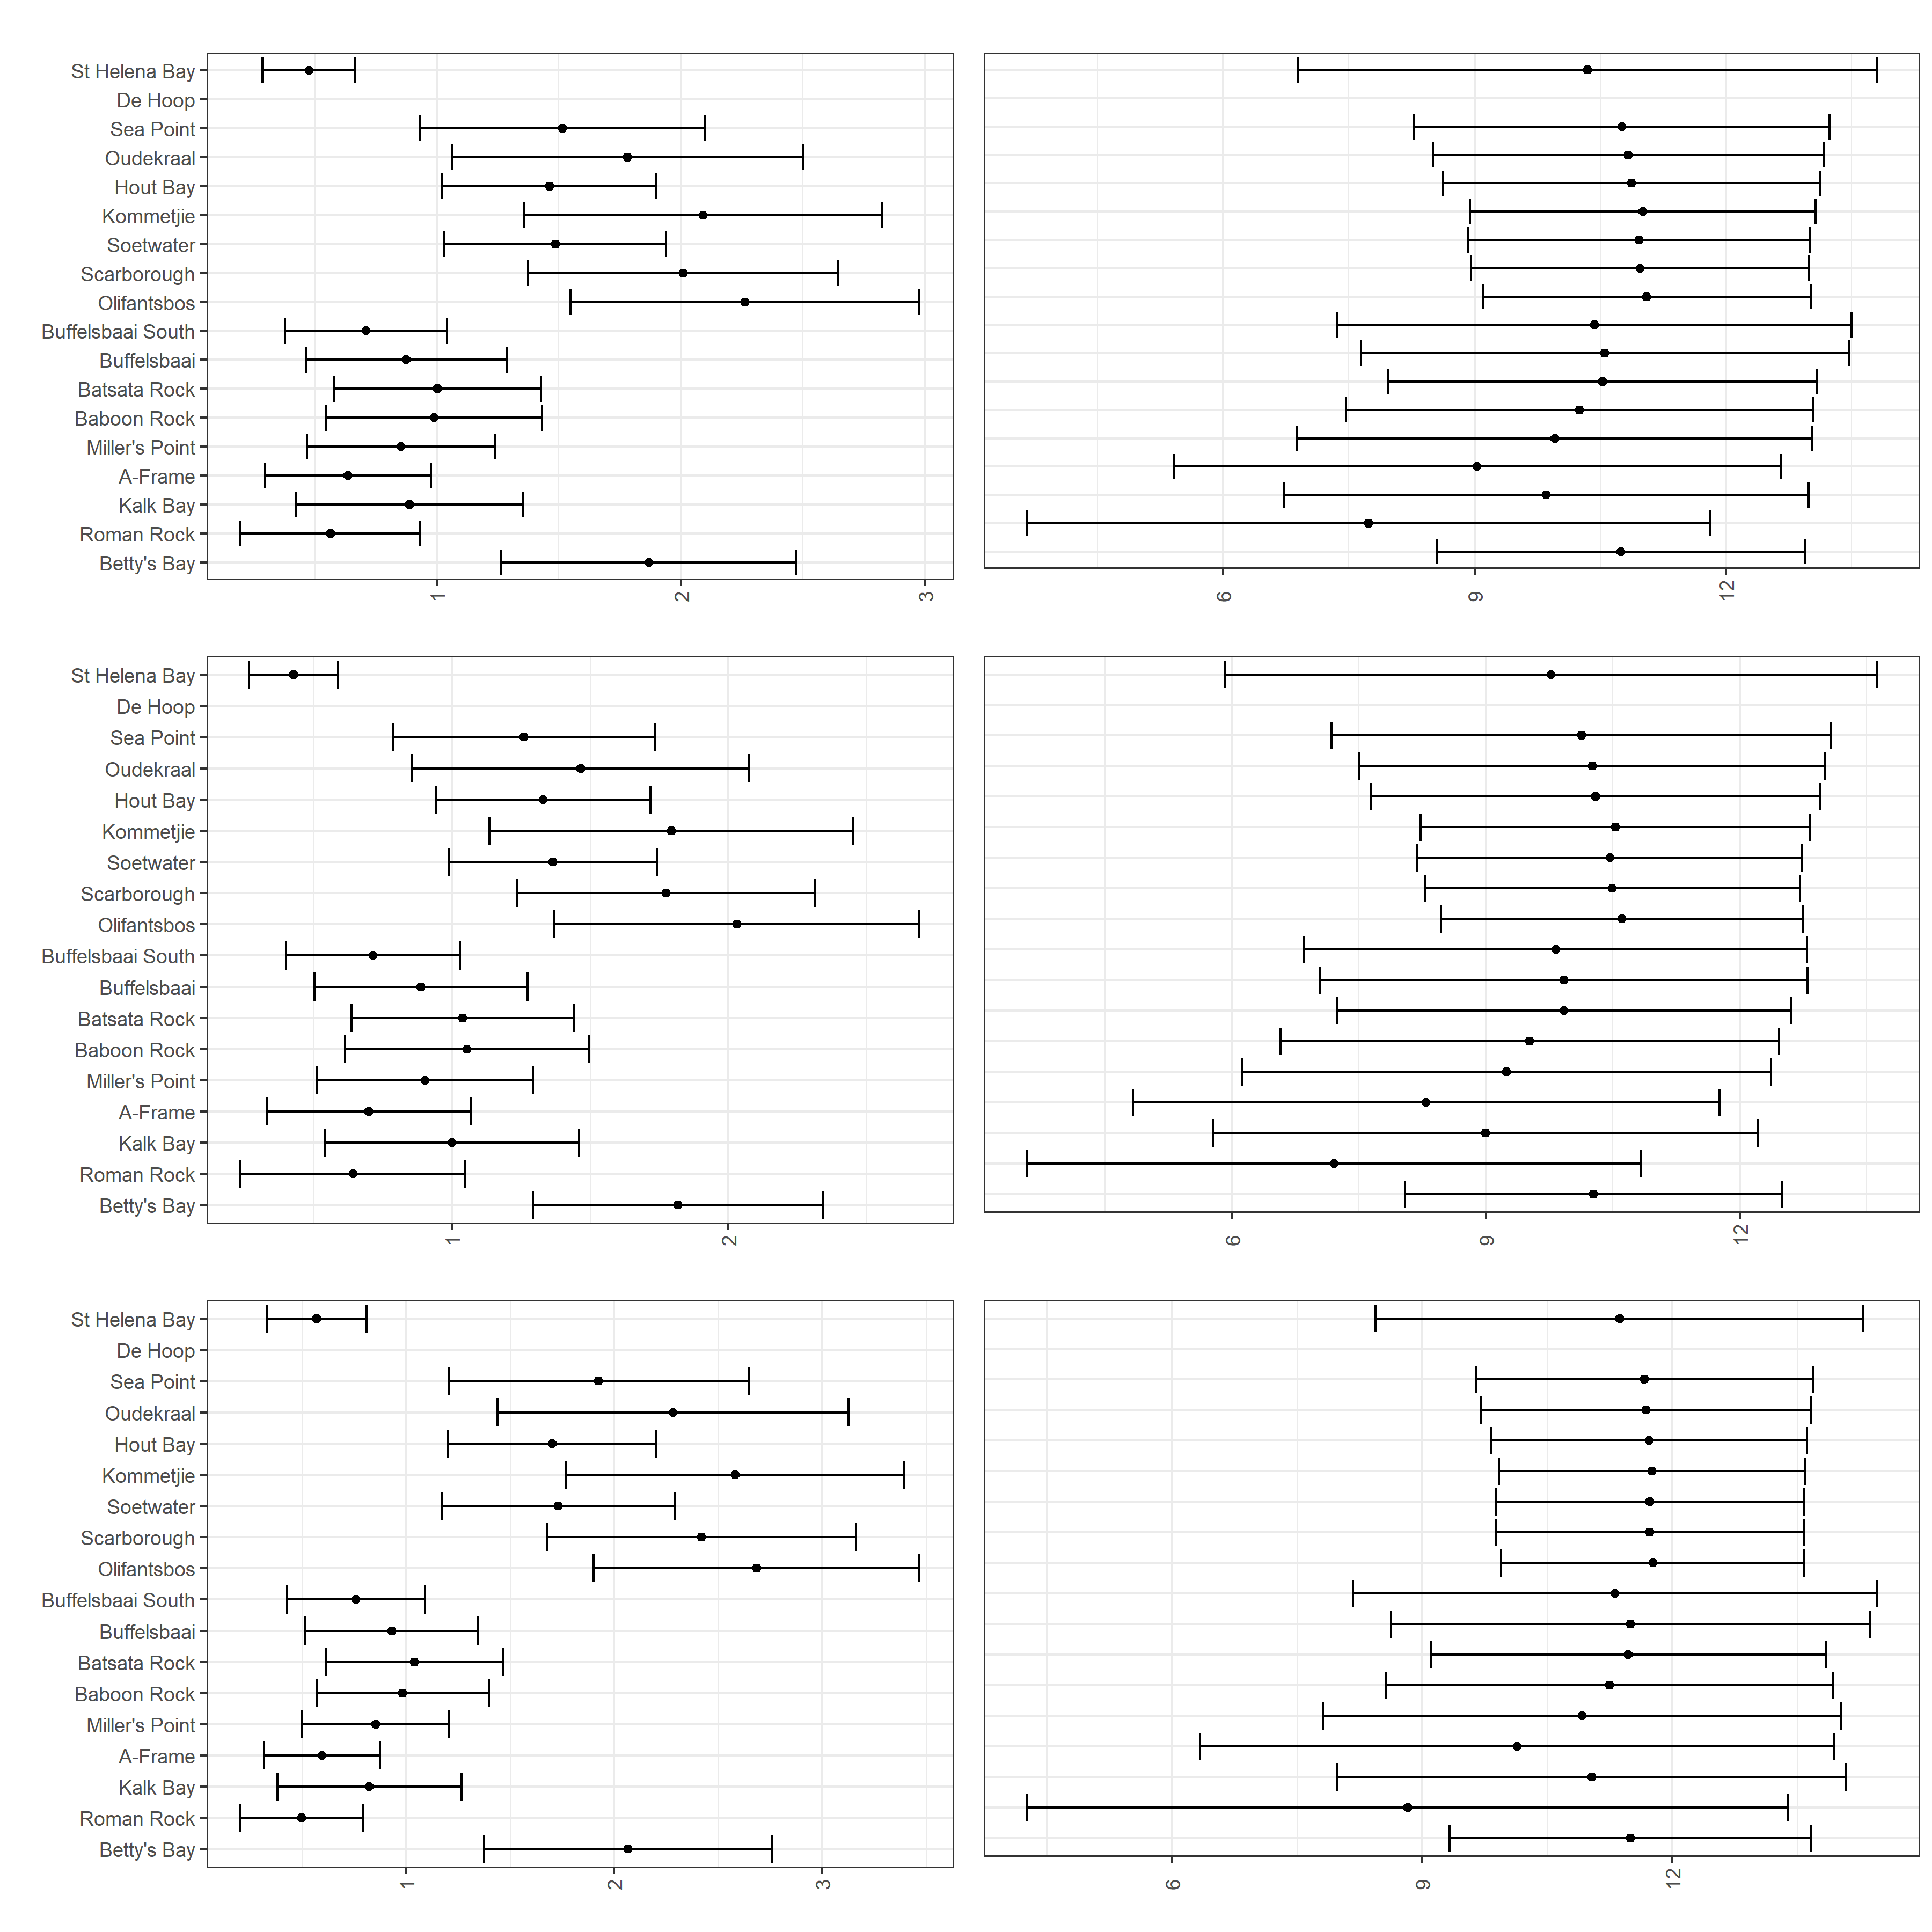 St Helena Bay
De Hoop
Sea Point
Oudekraal
Hout Bay
Kommetjie
Soetwater
Scarborough
Olifantsbos
Buffelsbaai South
Buffelsbaai
Batsata Rock
Baboon Rock
Miller's Point
A-Frame
Kalk Bay
Roman Rock
Betty's Bay
1 2 3
6 9 12
St Helena Bay
De Hoop
Sea Point
Oudekraal
Hout Bay
Kommetjie
Soetwater
Scarborough
Olifantsbos
Buffelsbaai South
Buffelsbaai
Batsata Rock
Baboon Rock
Miller's Point
A-Frame
Kalk Bay
Roman Rock
Betty's Bay
1 2
6 9 12
St Helena Bay
De Hoop
Sea Point
Oudekraal
Hout Bay
Kommetjie
Soetwater
Scarborough
Olifantsbos
Buffelsbaai South
Buffelsbaai
Batsata Rock
Baboon Rock
Miller's Point
A-Frame
Kalk Bay
Roman Rock
Betty's Bay
1 2 3
6 9 12